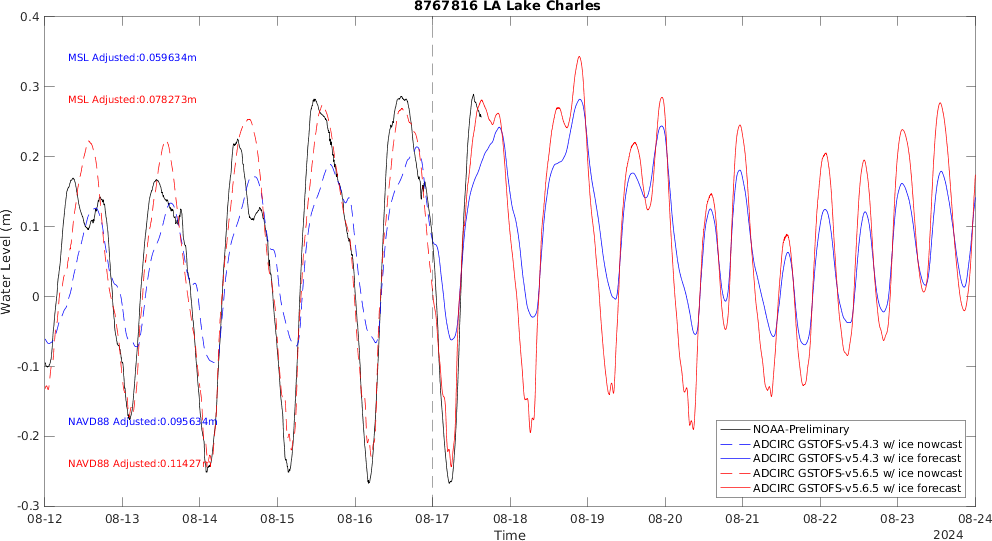 8767816 LA Lake Charles
0.4
0.3
0.2
0.1
0
-0.1
-0.2
-0.3
Water Level (m)
MSL Adjusted:0.059634m
MSL Adjusted:0.078273m
NAVD88 Adjusted:0.095634m
NAVD88 Adjusted:0.11427m
NOAA-Preliminary
ADCIRC GSTOFS-v5.4.3 w/ ice nowcast
ADCIRC GSTOFS-v5.4.3 w/ ice forecast
ADCIRC GSTOFS-v5.6.5 w/ ice nowcast
ADCIRC GSTOFS-v5.6.5 w/ ice forecast
08-12 08-13 08-14 08-15 08-16 08-17 08-18 08-19 08-20 08-21 08-22 08-23 08-24
Time
2024